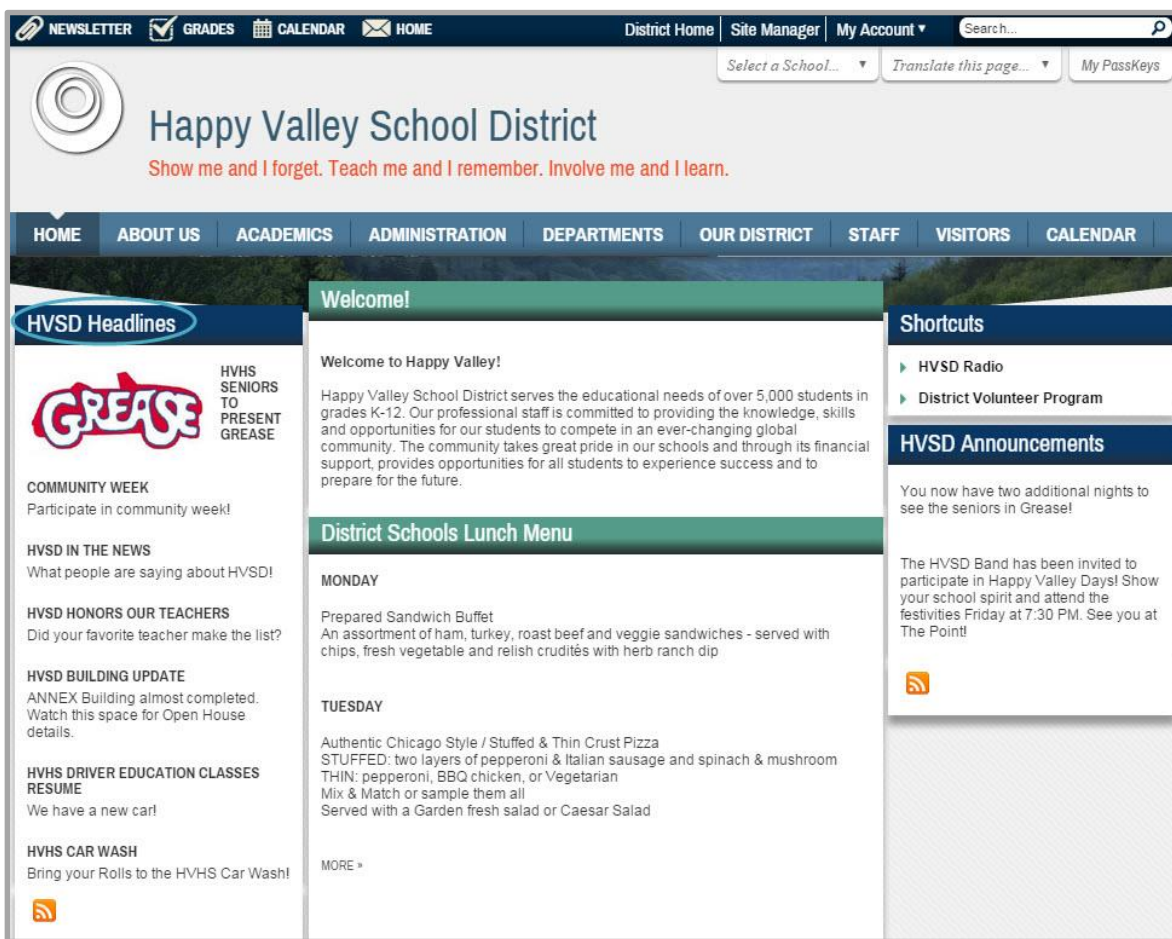 NEWSLETTER GRADES CALENDAR HOME District Home Site Manager My Account Search...
Select a School... Translate this page... My PassKeys
Happy Valley School District
Show me and I forget. Teach me and I remember. Involve me and I learn.
HOME ABOUT US ACADEMICS ADMINISTRATION DEPARTMENTS OUR DISTRICT STAFF VISITORS CALENDAR
HVSD Headlines
GREASE
HVHS
SENIORS
TO
PRESENT
GREASE
COMMUNITY WEEK
Participate in community week!
HVSD IN THE NEWS
What people are saying about HVSD!
HVSD HONORS OUR TEACHERS
Did your favorite teacher make the list?
HVSD BUILDING UPDATE
ANNEX Building almost completed.
Watch this space for Open House
details.
HVHS DRIVER EDUCATION CLASSES
RESUME
We have a new car!
HVHS CAR WASH
Bring your Rolls to the HVHS Car Wash!
Welcome!
Welcome to Happy Valley!
Happy Valley School District serves the educational needs of over 5,000 students in
grades K-12. Our professional staff is committed to providing the knowledge, skills
and opportunities for our students to compete in an ever-changing global
community. The community takes great pride in our schools and through its financial
support, provides opportunities for all students to experience success and to
prepare for the future.
District Schools Lunch Menu
MONDAY
Prepared Sandwich Buffet
An assortment of ham, turkey, roast beef and veggie sandwiches - served with
chips, fresh vegetable and relish crudités with herb ranch dip
TUESDAY
Authentic Chicago Style / Stuffed & Thin Crust Pizza
STUFFED: two layers of pepperoni & Italian sausage and spinach & mushroom
THIN: pepperoni, BBQ chicken, or Vegetarian
Mix & Match or sample them all
Served with a Garden fresh salad or Caesar Salad
MORE »
Shortcuts
HVSD Radio
District Volunteer Program
HVSD Announcements
You now have two additional nights to
see the seniors in Grease!
The HVSD Band has been invited to
participate in Happy Valley Days! Show
your school spirit and attend the
festivities Friday at 7:30 PM. See you at
The Point!